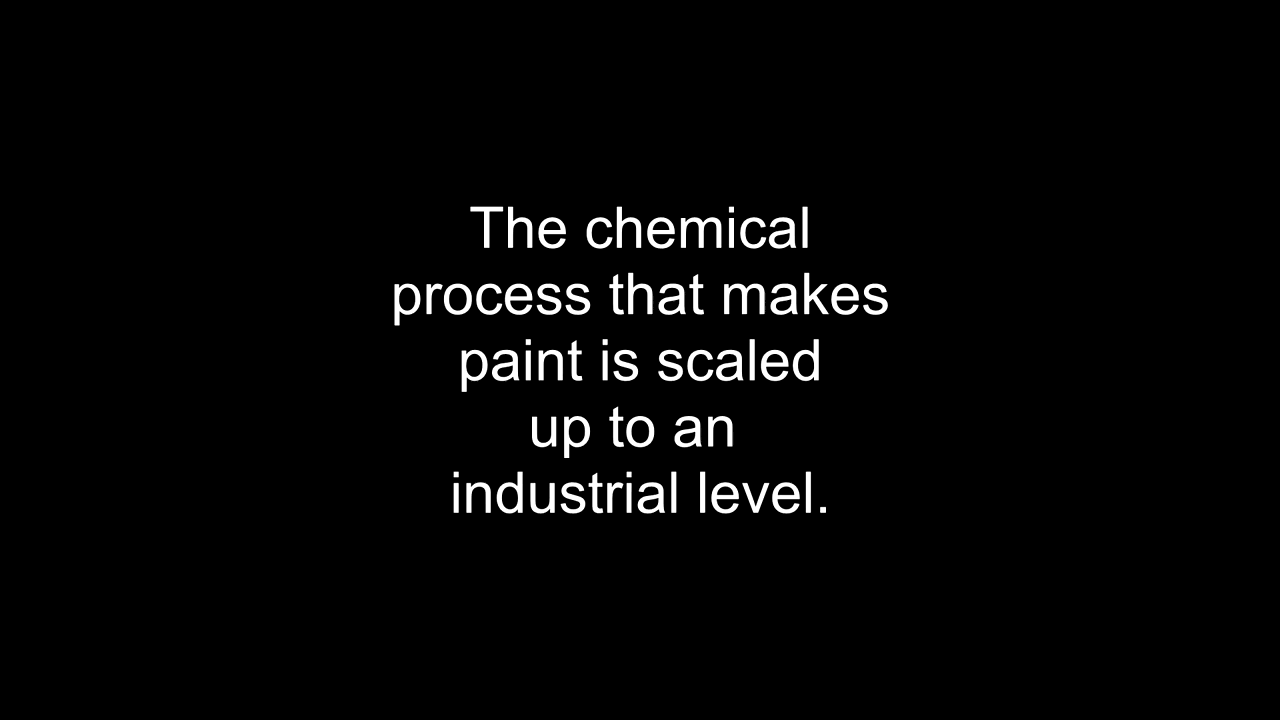 The chemical
process that makes
paint is scaled
up to an
industrial level.